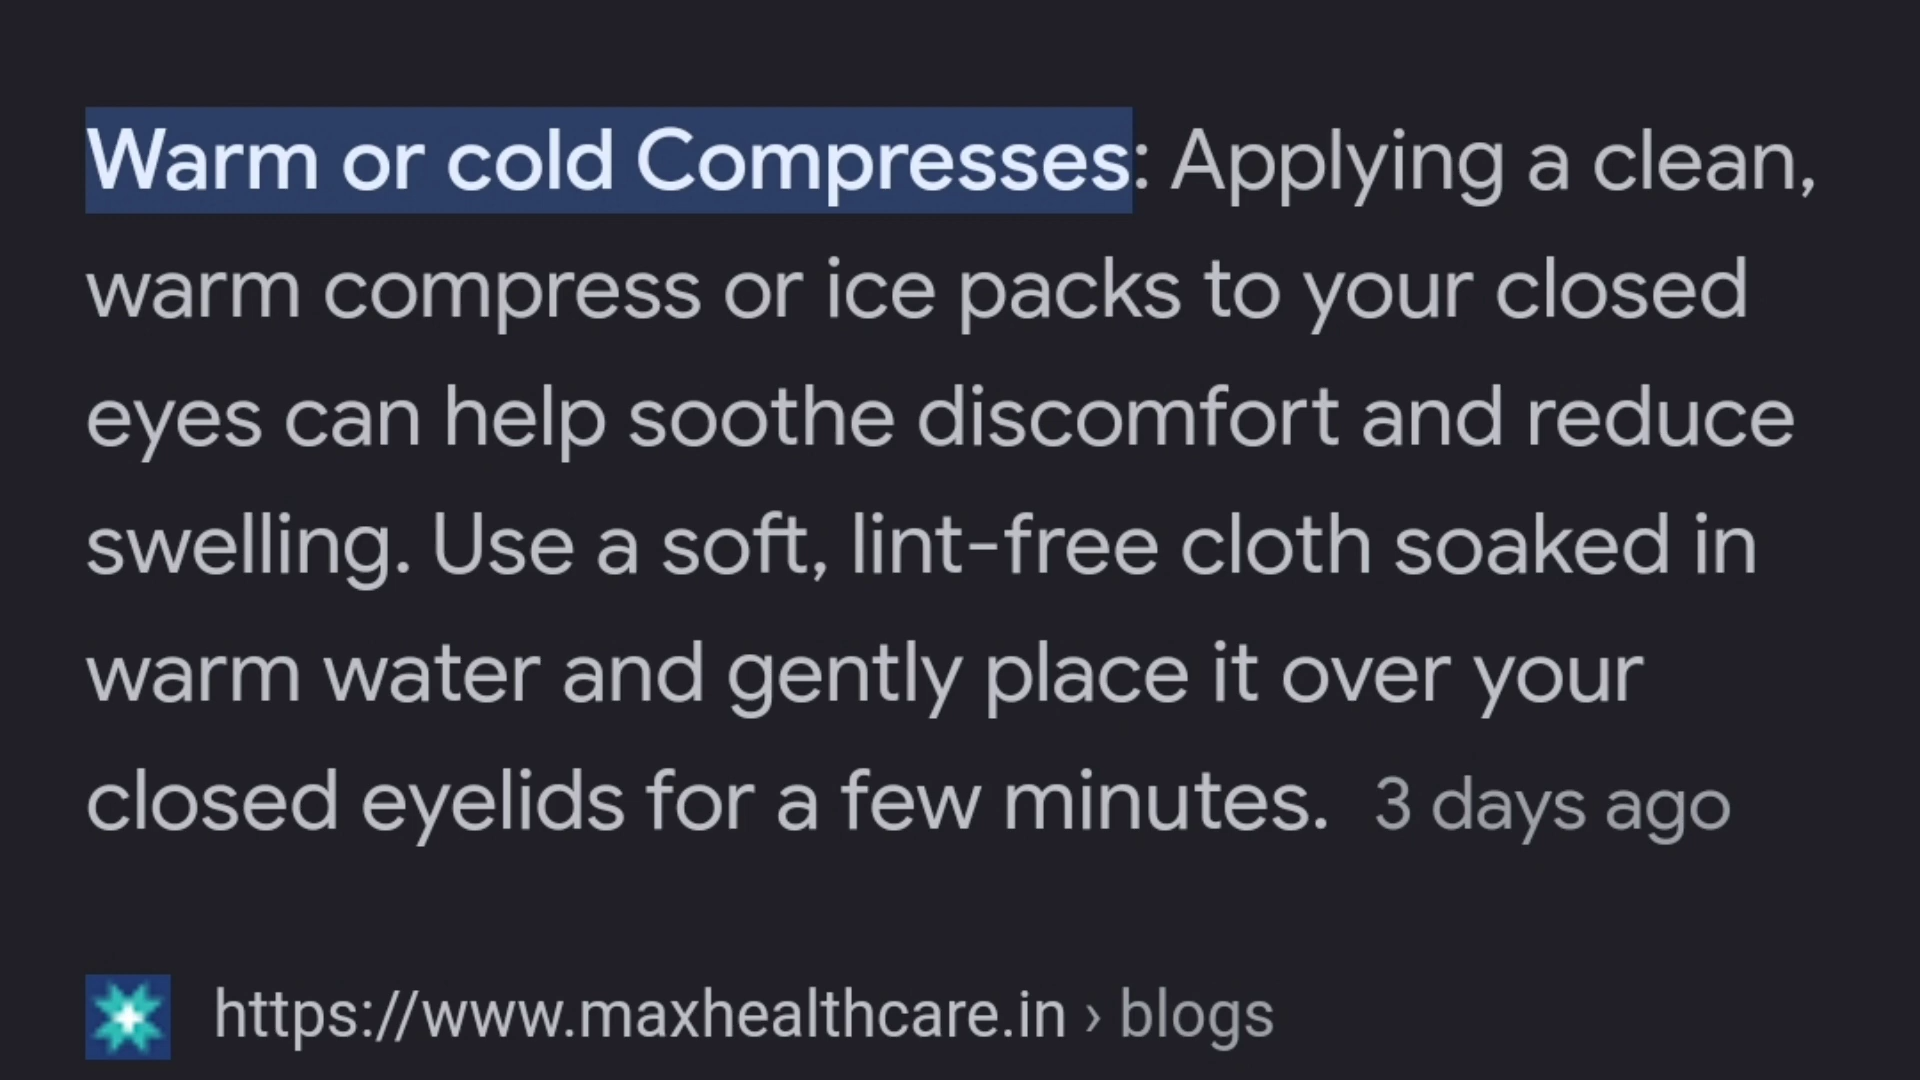 Warm or cold Compresses: Applying a clean,
warm compress or ice packs to your closed
eyes can help soothe discomfort and reduce
swelling. Use a soft, lint-free cloth soaked in
warm water and gently place it over your
closed eyelids for a few minutes. 3 days ago
https://www.maxhealthcare.in › blogs